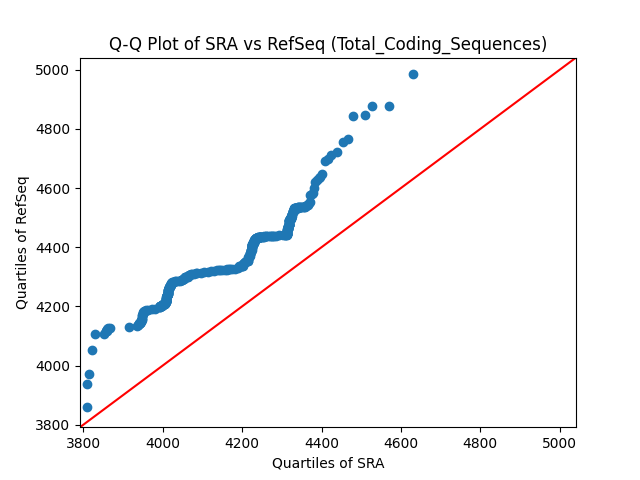 Q-Q Plot of SRA vs RefSeq (Total_Coding_Sequences)
5000
4800
4600
4400
4200
4000
3800
Quartiles of RefSeq
3800 4000 4200 4400 4600 4800 5000
Quartiles of SRA